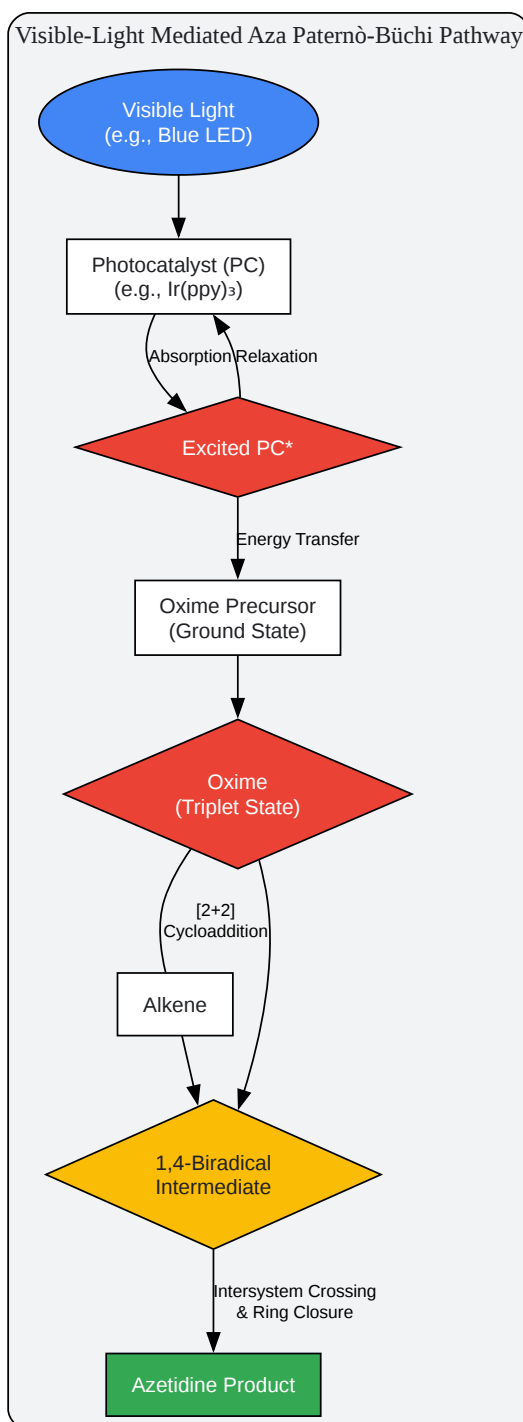 Visible-Light Mediated Aza Paternò-Büchi Pathway
Visible Light
(e.g., Blue LED)
Photocatalyst (PC)
(e.g., Ir(ppy)₃)
Absorption
Relaxation
Excited PC*
Energy Transfer
Oxime Precursor
(Ground State)
Oxime
(Triplet State)
[2+2]
Cycloaddition
Alkene
1,4-Biradical
Intermediate
Intersystem Crossing
& Ring Closure
Azetidine Product